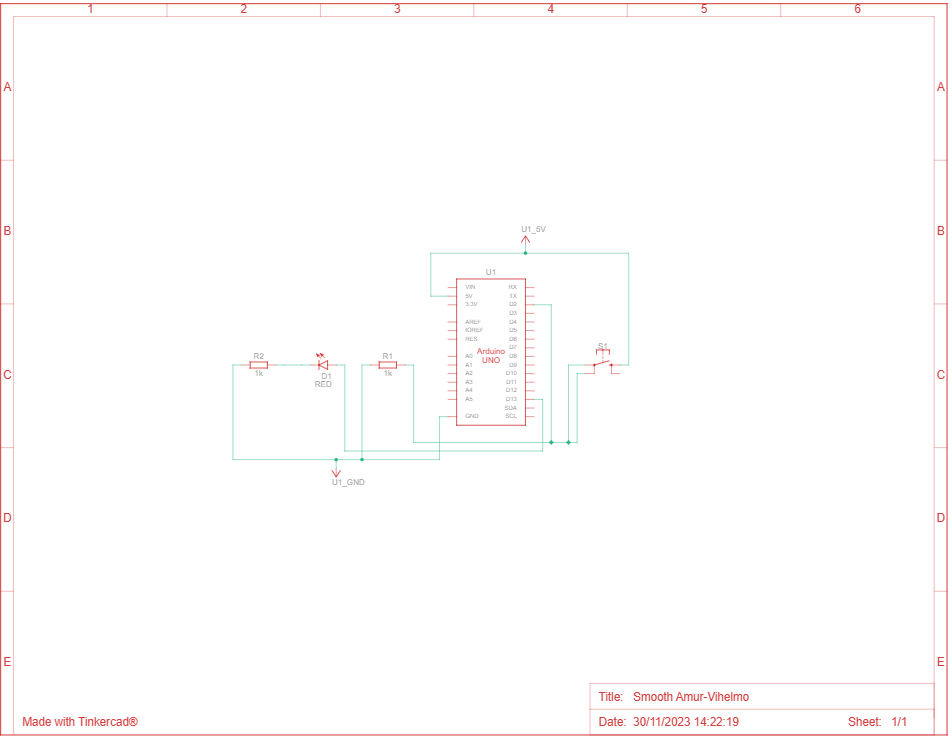 1 2 3 4 5 6
A A
B B
U1_5V
U1
VIN RX
5V TX
3.3V D2
D3
AREF D4
IOREF D5
RES D6
D7
Arduino
UNO
A0 D8
A1 D9
A2 D10
A3 D11
A4 D12
A5 D13
SDA
GND SCL
S1
R2
1k
D1
RED
R1
1k
C C
U1_GND
D D
E E
Title: Smooth Amur-Vihelmo
Made with Tinkercad®
Date: 30/11/2023 14:22:19 Sheet: 1/1